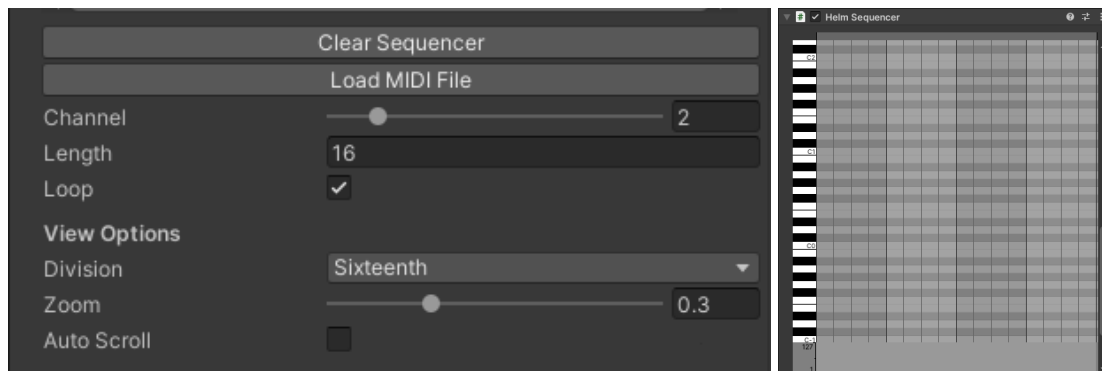 Clear Sequencer
Load MIDI File
Channel 2
Length 16
Loop
View Options
Division Sixteenth
Zoom 0.3
Auto Scroll
# Helm Sequencer
C2
C1
C0
C-1
127
1